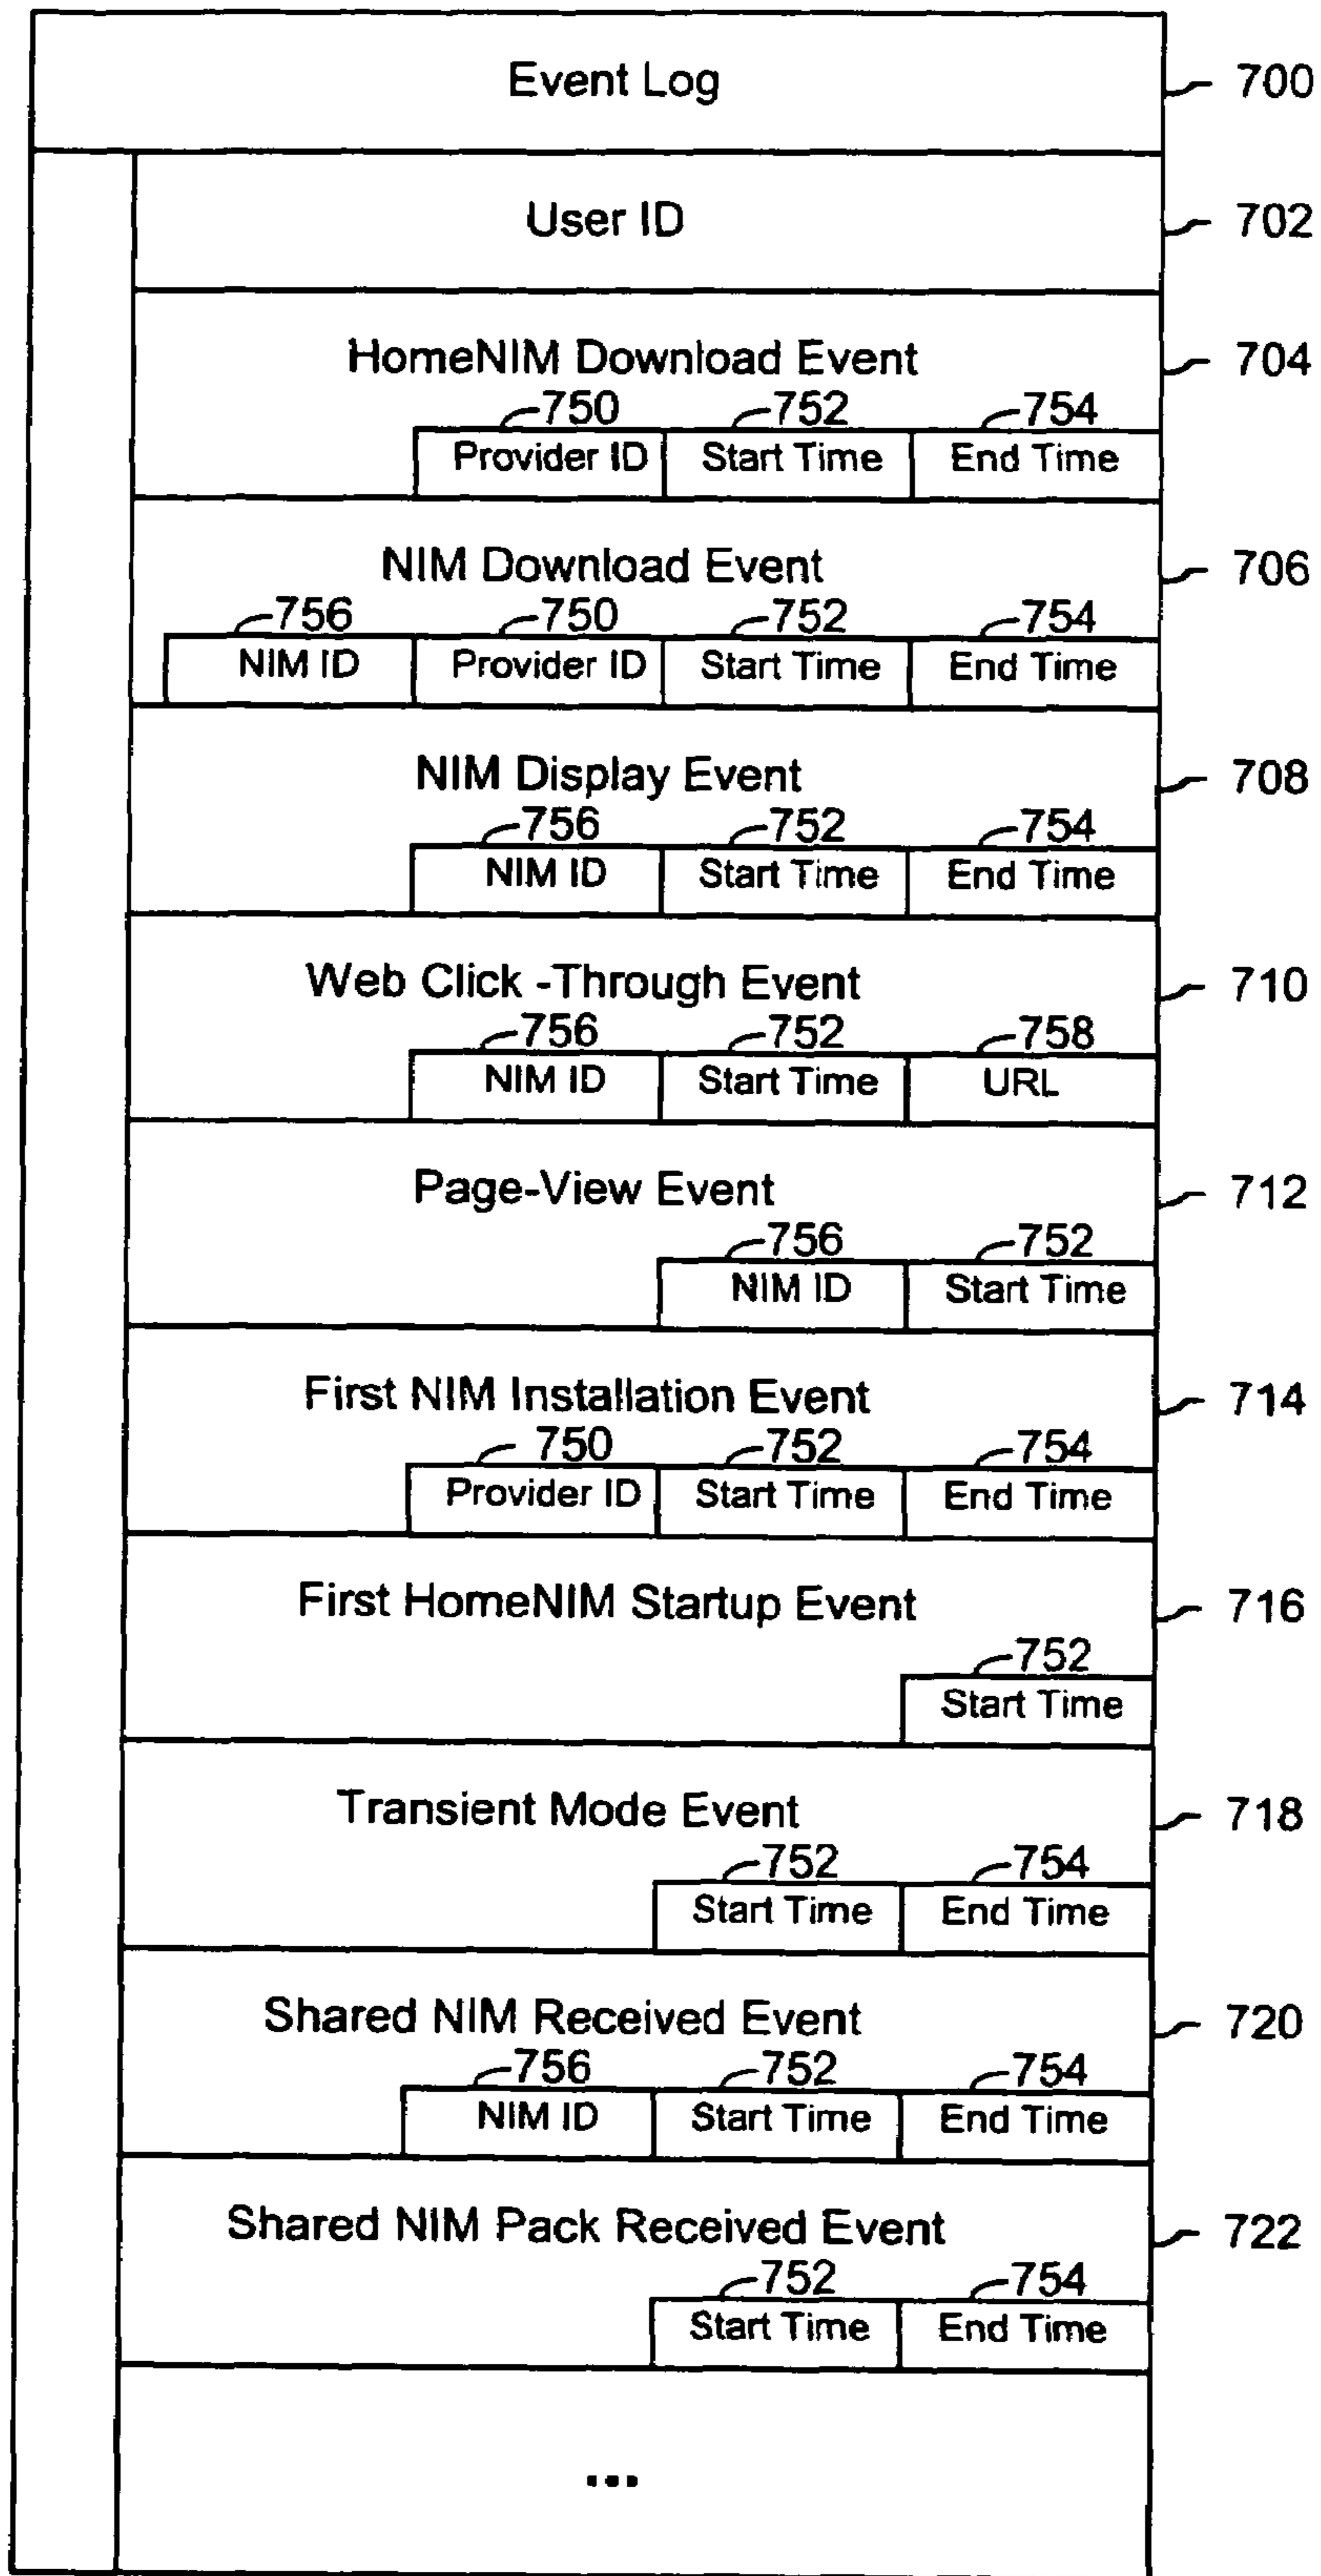 Event Log 700
User ID 702
HomeNIM Download Event 704
750 752 754
Provider ID Start Time End Time
NIM Download Event 706
756 750 752 754
NIM ID Provider ID Start Time End Time
NIM Display Event 708
756 752 754
NIM ID Start Time End Time
Web Click -Through Event 710
756 752 758
NIM ID Start Time URL
Page-View Event 712
756 752
NIM ID Start Time
First NIM Installation Event 714
750 752 754
Provider ID Start Time End Time
First HomeNIM Startup Event 716
752
Start Time
Transient Mode Event 718
752 754
Start Time End Time
Shared NIM Received Event 720
756 752 754
NIM ID Start Time End Time
Shared NIM Pack Received Event 722
752 754
Start Time End Time
...